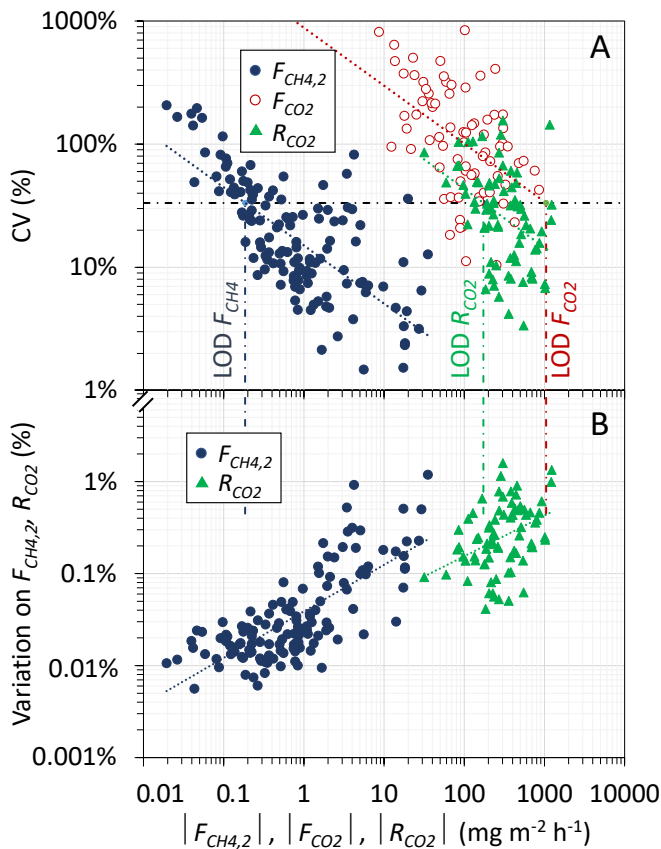 1000%
100%
10%
1%
CV (%)
A
F_CH4,2
F_CO2
R_CO2
LOD F_CH4
LOD R_CO2
LOD F_CO2
B
F_CH4,2
R_CO2
1%
0.1%
0.01%
0.001%
Variation on F_CH4,2, R_CO2 (%)
0.01 0.1 1 10 100 1000 10000
|F_CH4,2|, |F_CO2|, |R_CO2| (mg m⁻² h⁻¹)